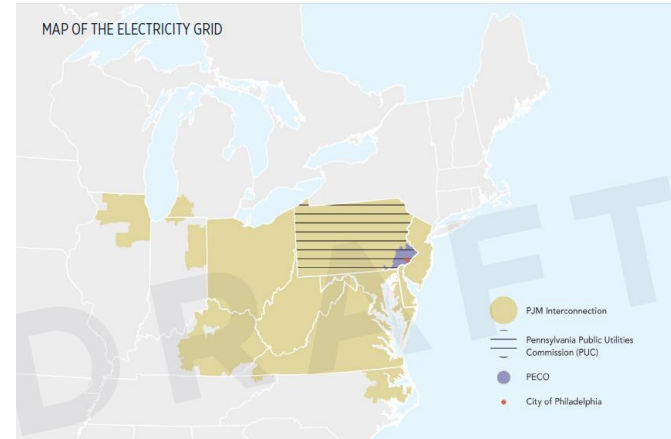 MAP OF THE ELECTRICITY GRID
DRAFT
PJM Interconnection
Pennsylvania Public Utilities
Commission (PUC)
PECO
City of Philadelphia